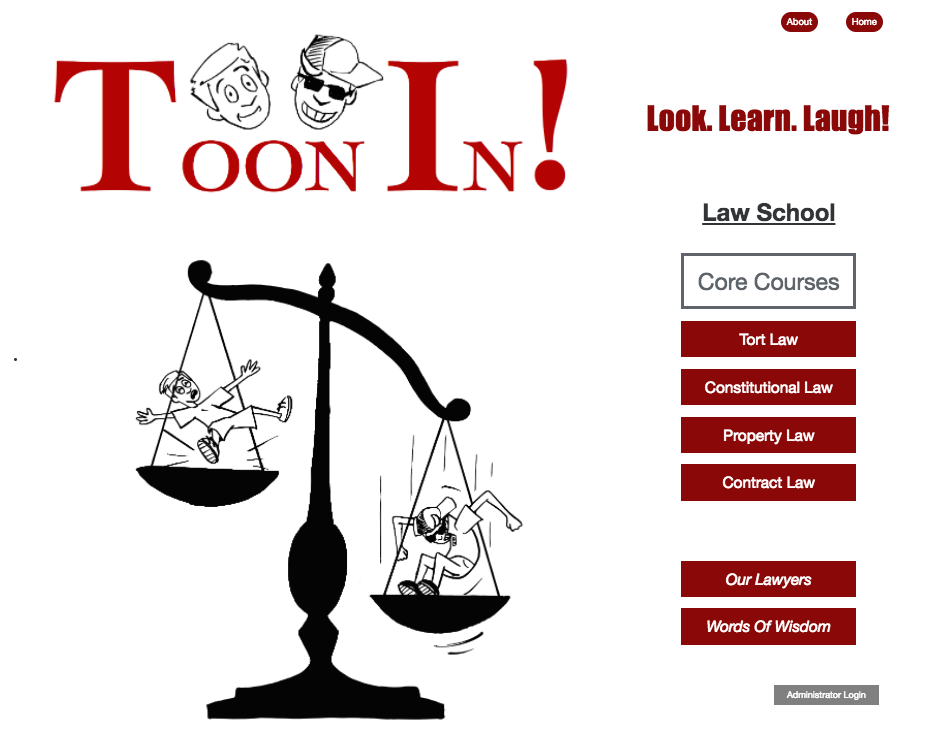 About
Home
TOON IN!
Look. Learn. Laugh!
Law School
Core Courses
Tort Law
Constitutional Law
Property Law
Contract Law
Our Lawyers
Words Of Wisdom
Administrator Login